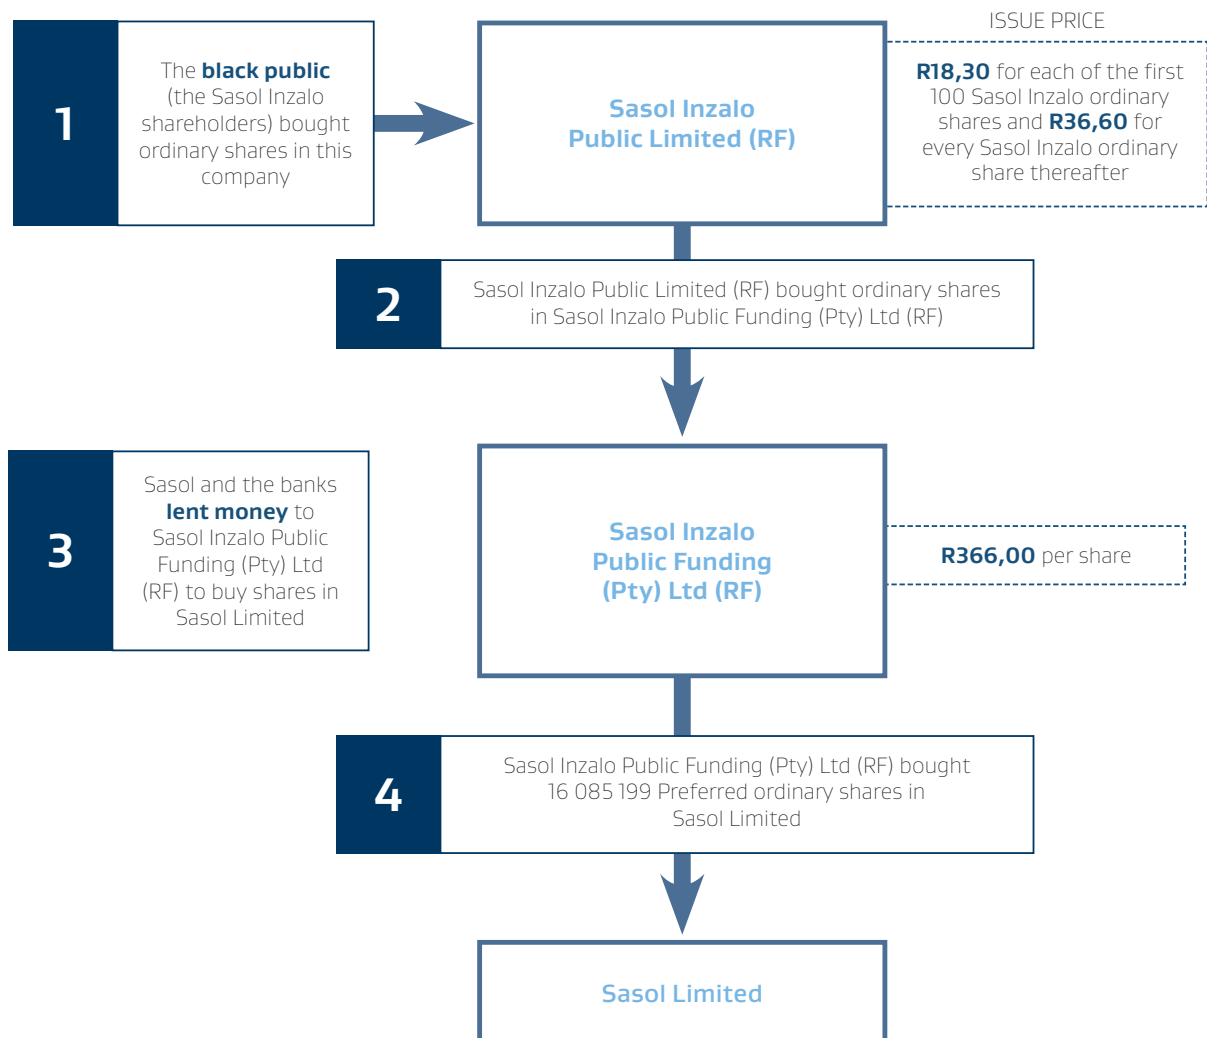 ISSUE PRICE
1
The black public
(the Sasol Inzalo
shareholders) bought
ordinary shares in this
company
Sasol Inzalo
Public Limited (RF)
R18,30 for each of the first
100 Sasol Inzalo ordinary
shares and R36,60 for
every Sasol Inzalo ordinary
share thereafter
2
Sasol Inzalo Public Limited (RF) bought ordinary shares
in Sasol Inzalo Public Funding (Pty) Ltd (RF)
3
Sasol and the banks
lent money to
Sasol Inzalo Public
Funding (Pty) Ltd
(RF) to buy shares in
Sasol Limited
Sasol Inzalo
Public Funding
(Pty) Ltd (RF)
R366,00 per share
4
Sasol Inzalo Public Funding (Pty) Ltd (RF) bought
16 085 199 Preferred ordinary shares in
Sasol Limited
Sasol Limited